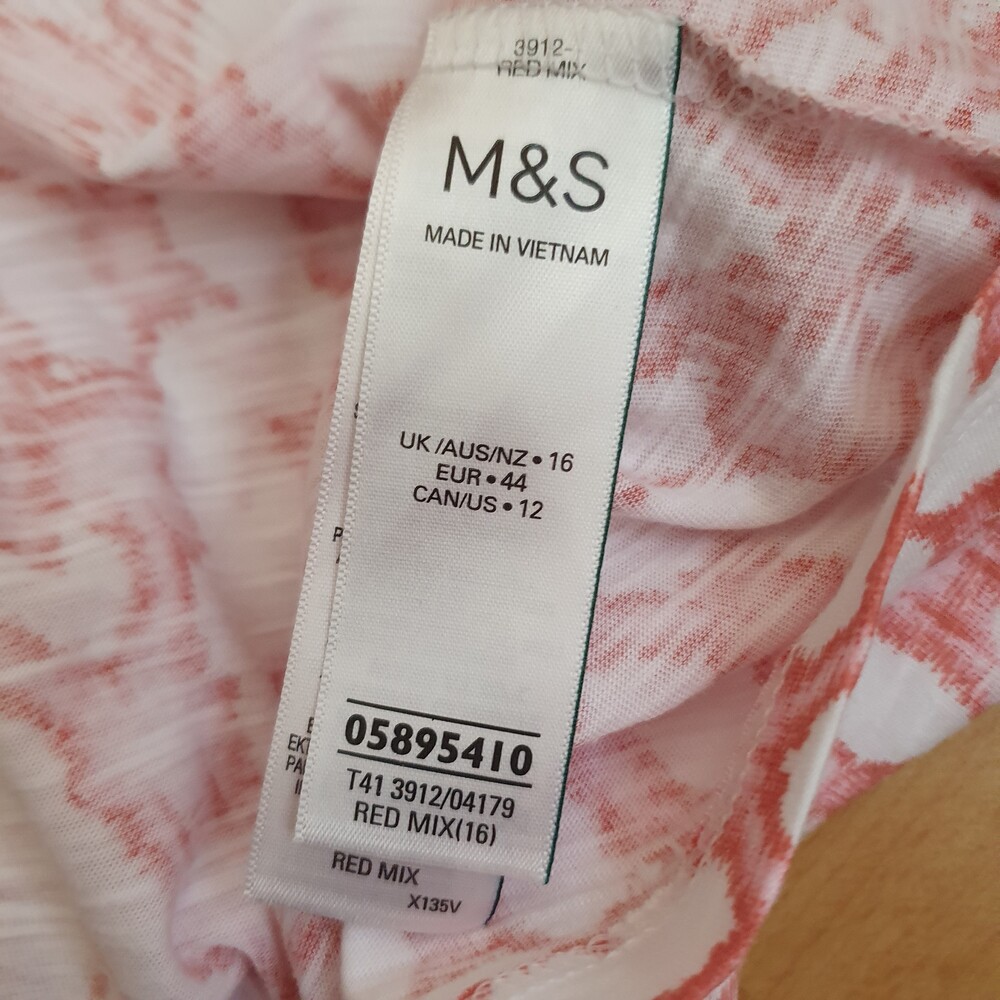 3912-
RED MIX
M&S
MADE IN VIETNAM
UK /AUS/NZ • 16
EUR • 44
CAN/US • 12
05895410
T41 3912/04179
RED MIX(16)
RED MIX
X135V